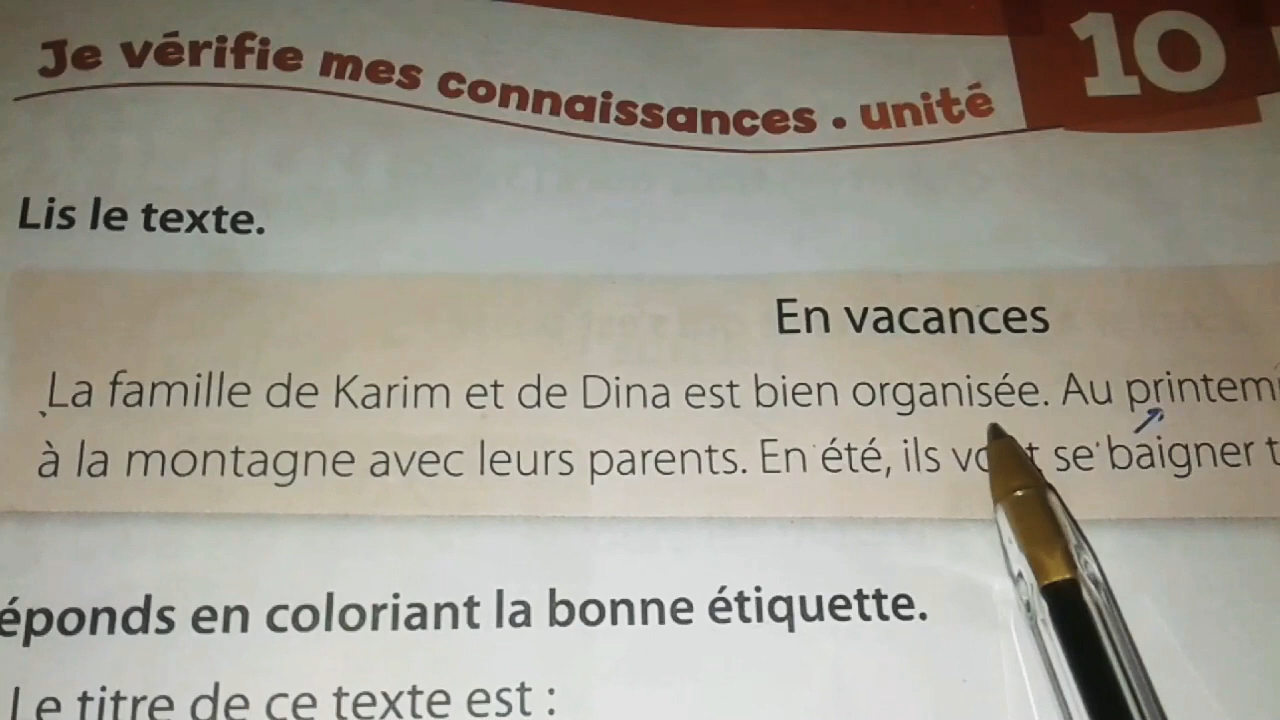 Je vérifie mes connaissances . unité 10
Lis le texte.
En vacances
La famille de Karim et de Dina est bien organisée. Au printem
à la montagne avec leurs parents. En été, ils se baigner t
éponds en coloriant la bonne étiquette.
Le titre de ce texte est :